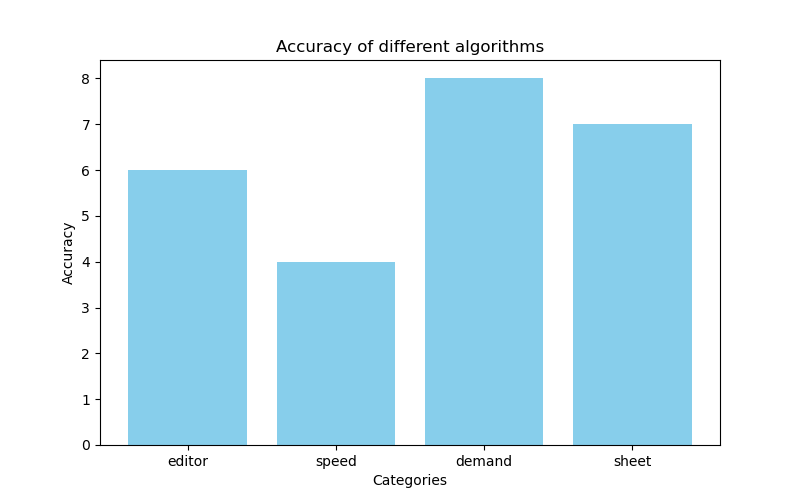 Accuracy of different algorithms
Accuracy
8
7
6
5
4
3
2
1
0
editor speed demand sheet
Categories